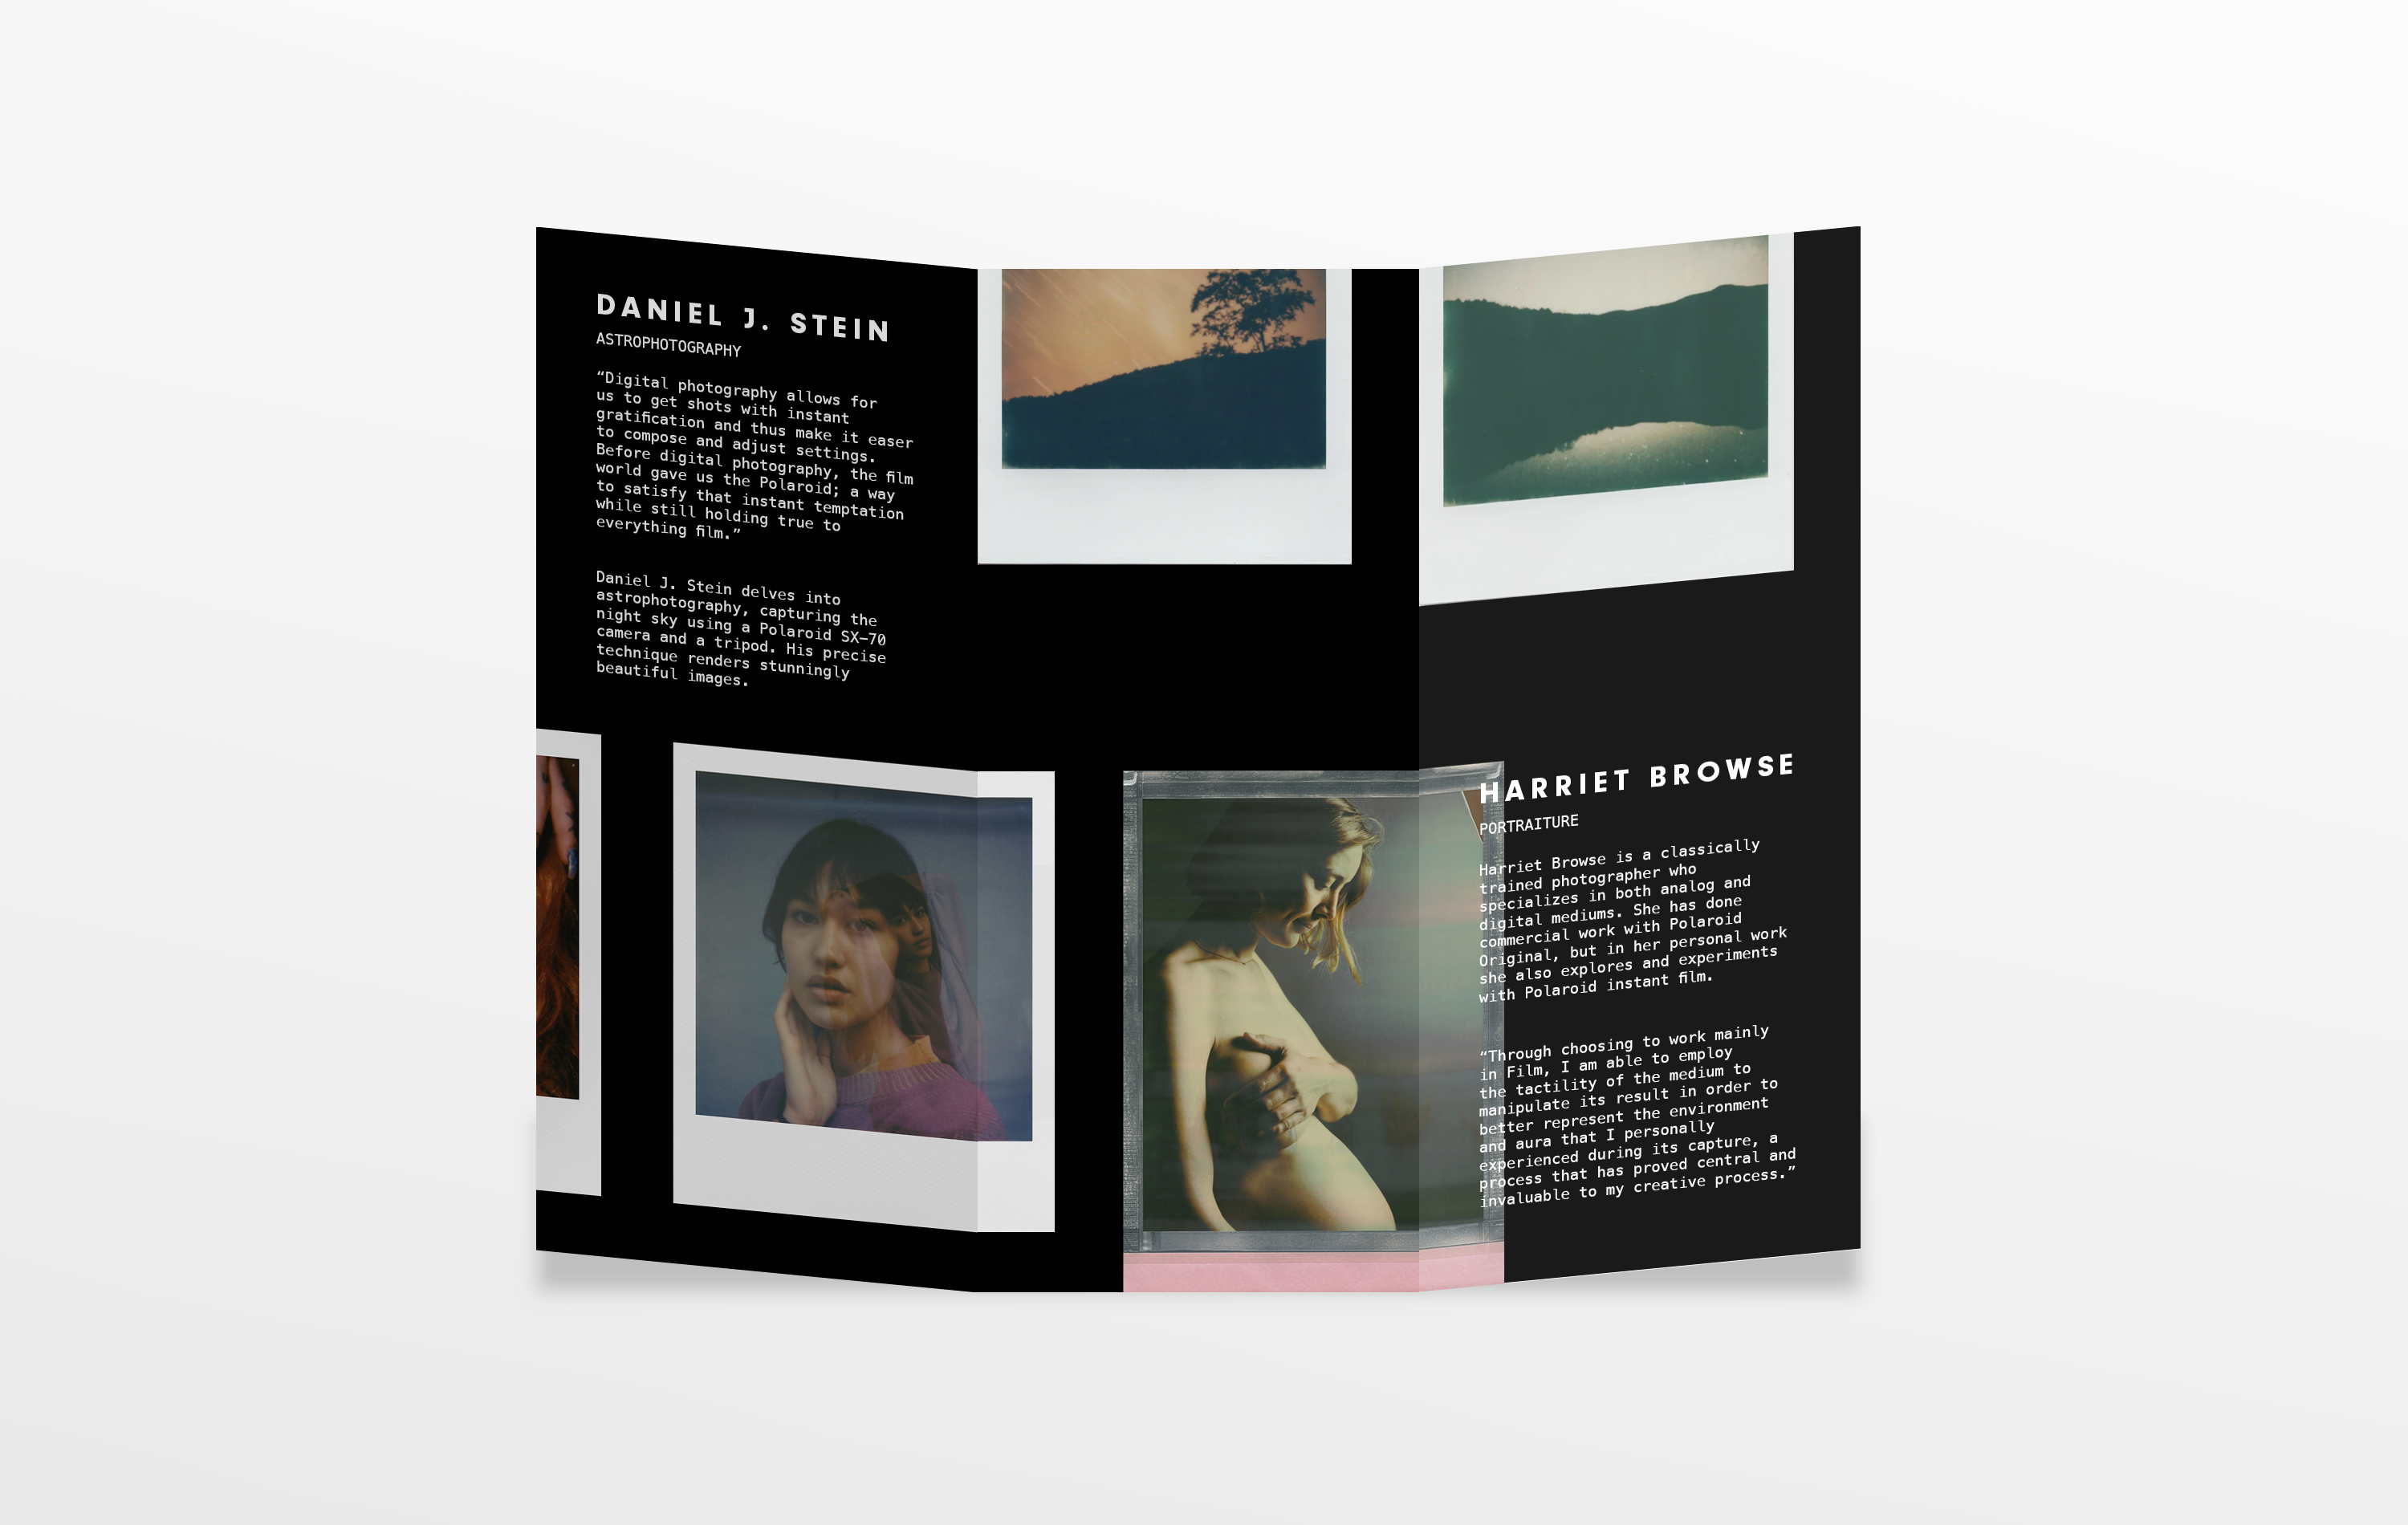 DANIEL J. STEIN
ASTROPHOTOGRAPHY
“Digital photography allows for
us to get shots with instant
gratification and thus make it easer
to compose and adjust settings.
Before digital photography, the film
world gave us the Polaroid; a way
to satisfy that instant temptation
while still holding true to
everything film.”
Daniel J. Stein delves into
astrophotography, capturing the
night sky using a Polaroid SX-70
camera and a tripod. His precise
technique renders stunningly
beautiful images.
HARRIET BROWSE
PORTRAITURE
Harriet Browse is a classically
trained photographer who
specializes in both analog and
digital mediums. She has done
commercial work with Polaroid
Original, but in her personal work
she also explores and experiments
with Polaroid instant film.
“Through choosing to work mainly
in Film, I am able to employ
the tactility of the medium to
manipulate its result in order to
better represent the environment
and aura that I personally
experienced during its capture, a
process that has proved central and
invaluable to my creative process.”